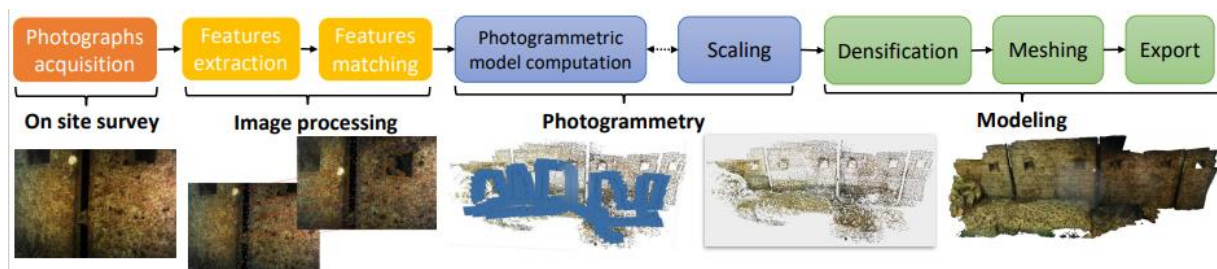 Photographs
acquisition
Features
extraction
Features
matching
Photogrammetric
model computation
Scaling
Densification
Meshing
Export
On site survey
Image processing
Photogrammetry
Modeling